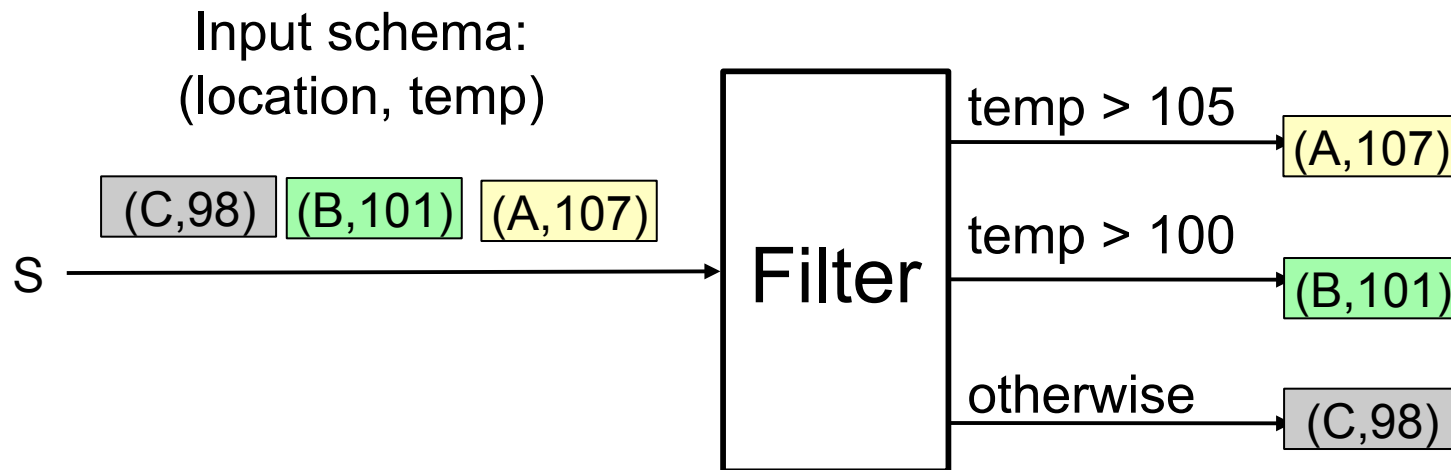 Input schema:
(location, temp)
(C,98) (B,101) (A,107)
S
Filter
temp > 105
(A,107)
temp > 100
(B,101)
otherwise
(C,98)